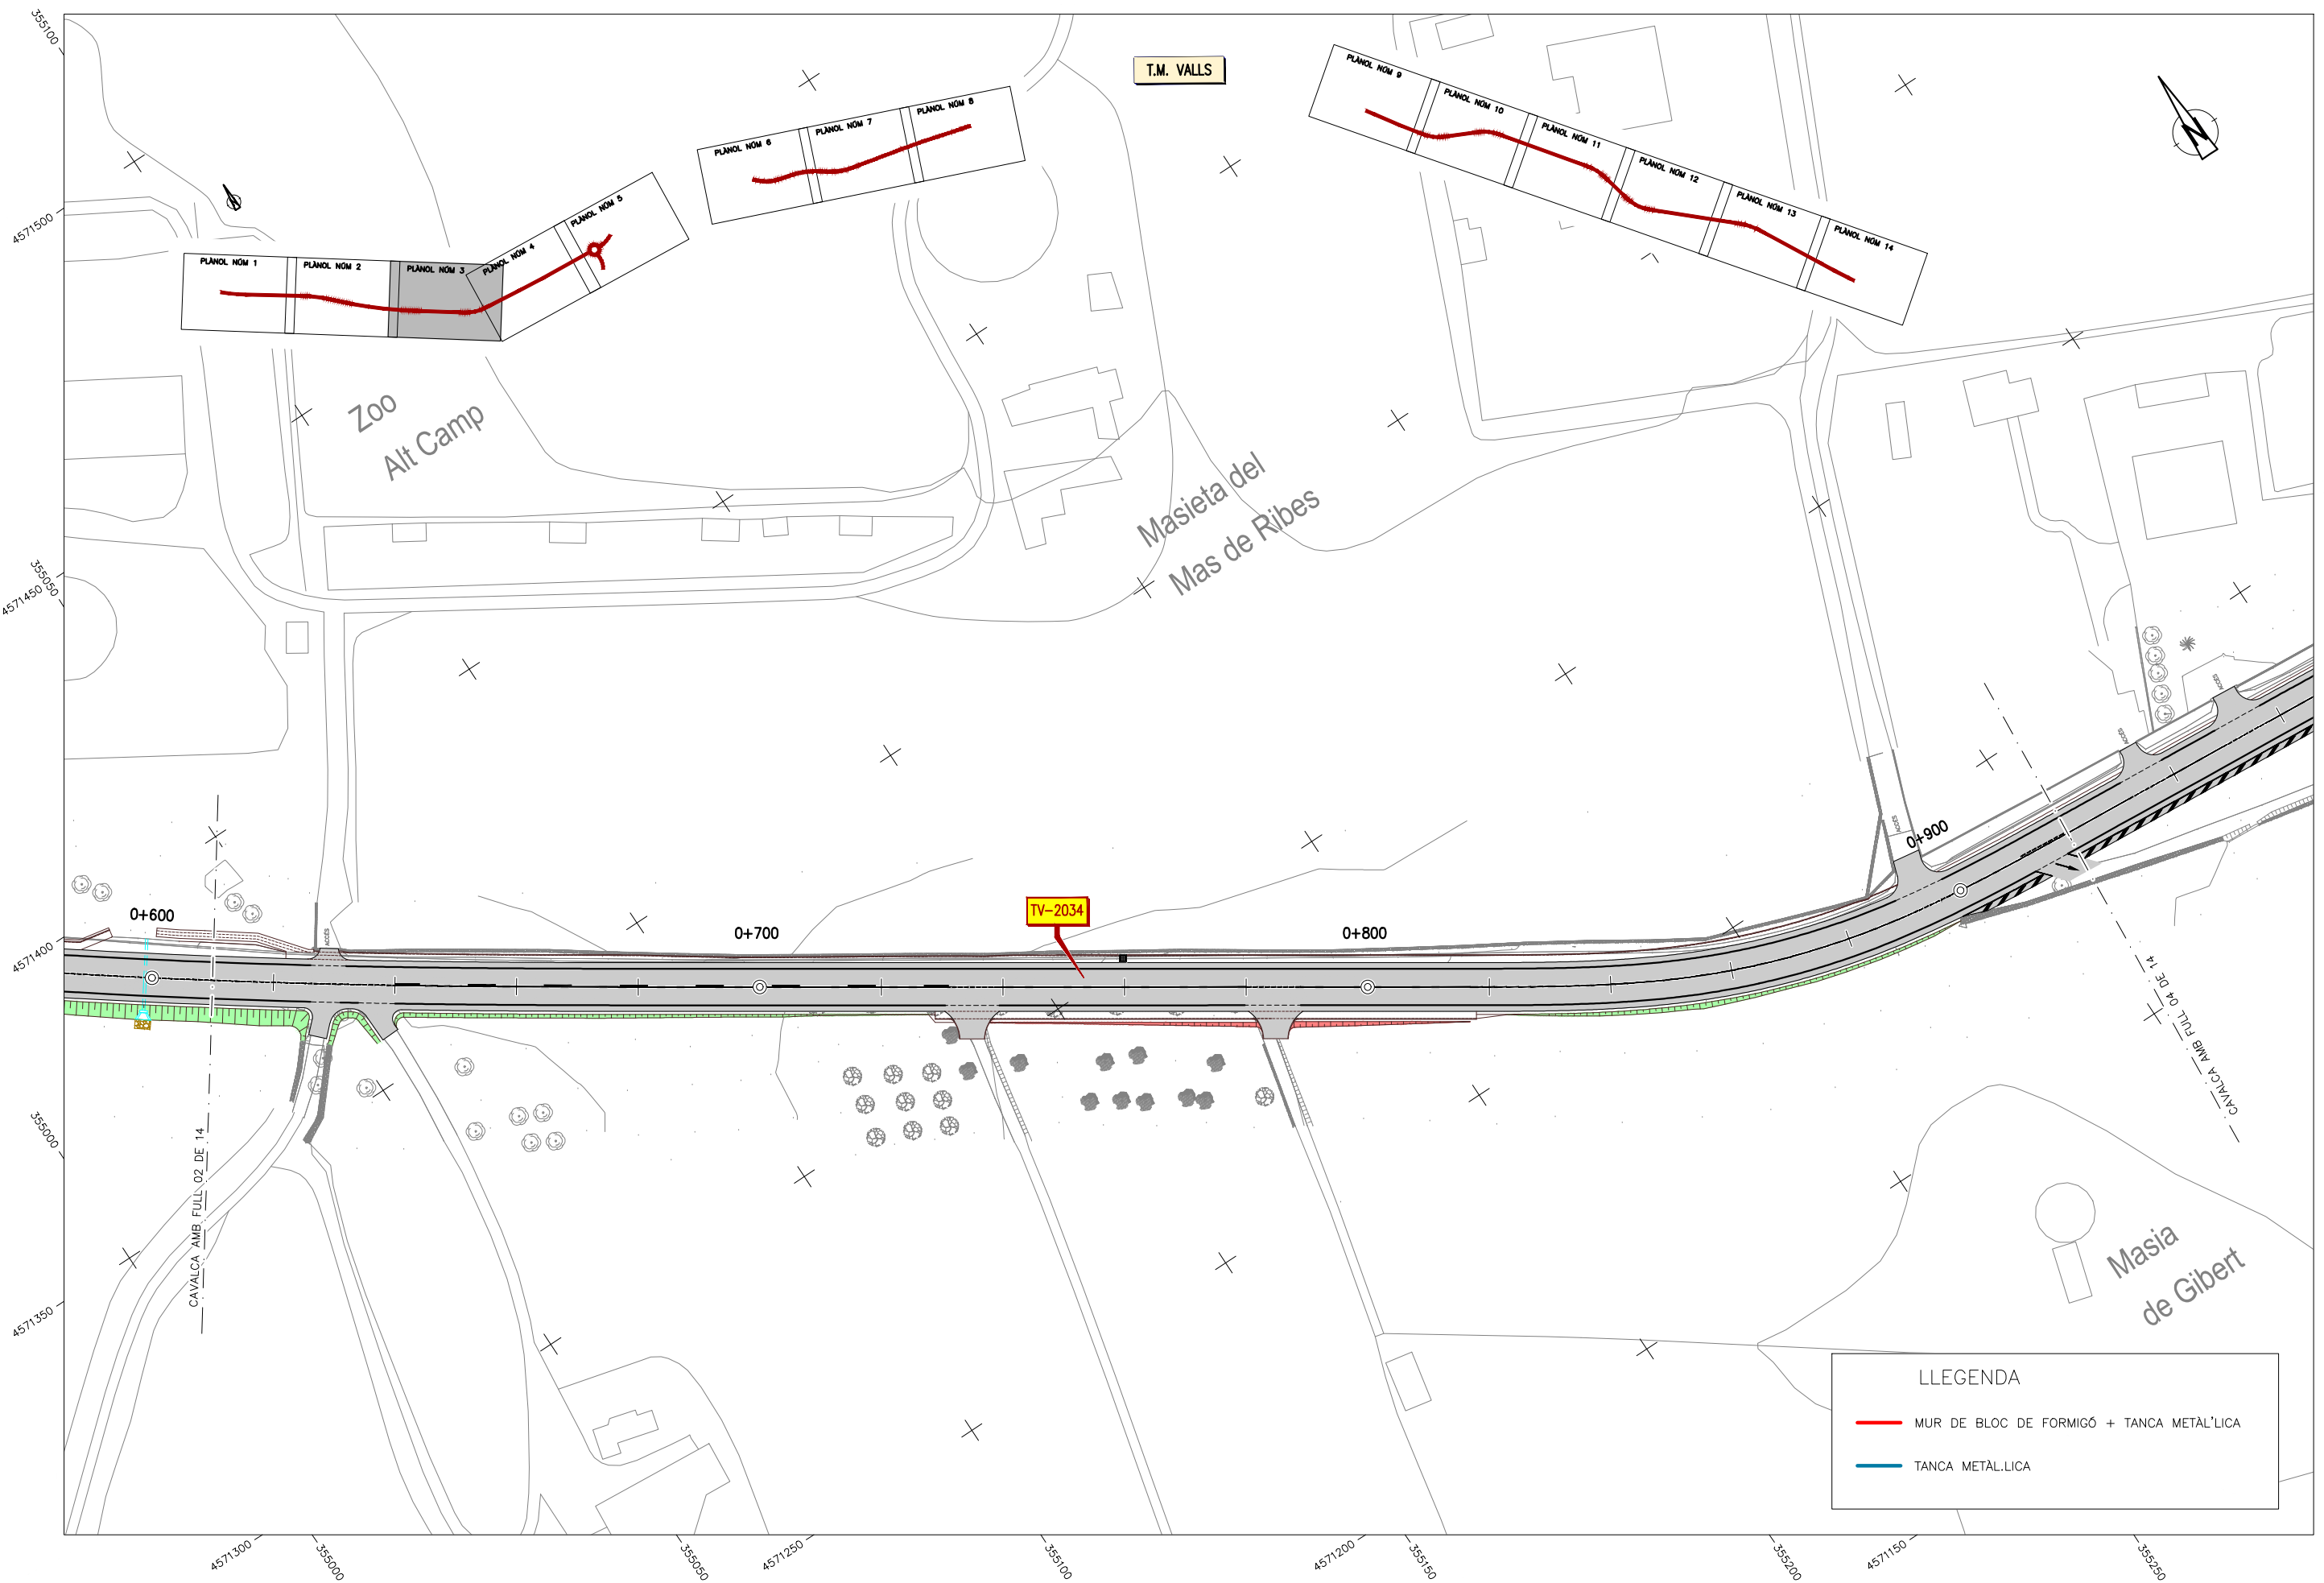 T.M. VALLS
PLÀNOL NÚM 1
PLÀNOL NÚM 2
PLÀNOL NÚM 3
PLÀNOL NÚM 4
PLÀNOL NÚM 5
PLÀNOL NÚM 6
PLÀNOL NÚM 7
PLÀNOL NÚM 8
PLÀNOL NÚM 9
PLÀNOL NÚM 10
PLÀNOL NÚM 11
PLÀNOL NÚM 12
PLÀNOL NÚM 13
PLÀNOL NÚM 14
N
N
355100
4571500
355050
4571450
4571400
355000
4571350
Zoo
Alt Camp
Masieta del
Mas de Ribes
ACCÉS
ACCÉS
ACCÉS
ACCÉS
0+600
0+700
TV-2034
0+800
0+900
CAVALCA AMB FULL 02 DE 14
CAVALCA AMB FULL 04 DE 14
Masia
de Gibert
LLEGENDA
MUR DE BLOC DE FORMIGÓ + TANCA METÀL'LICA
TANCA METÀL.LICA
4571300
355000
355050
4571250
355100
4571200
355150
355200
4571150
355250